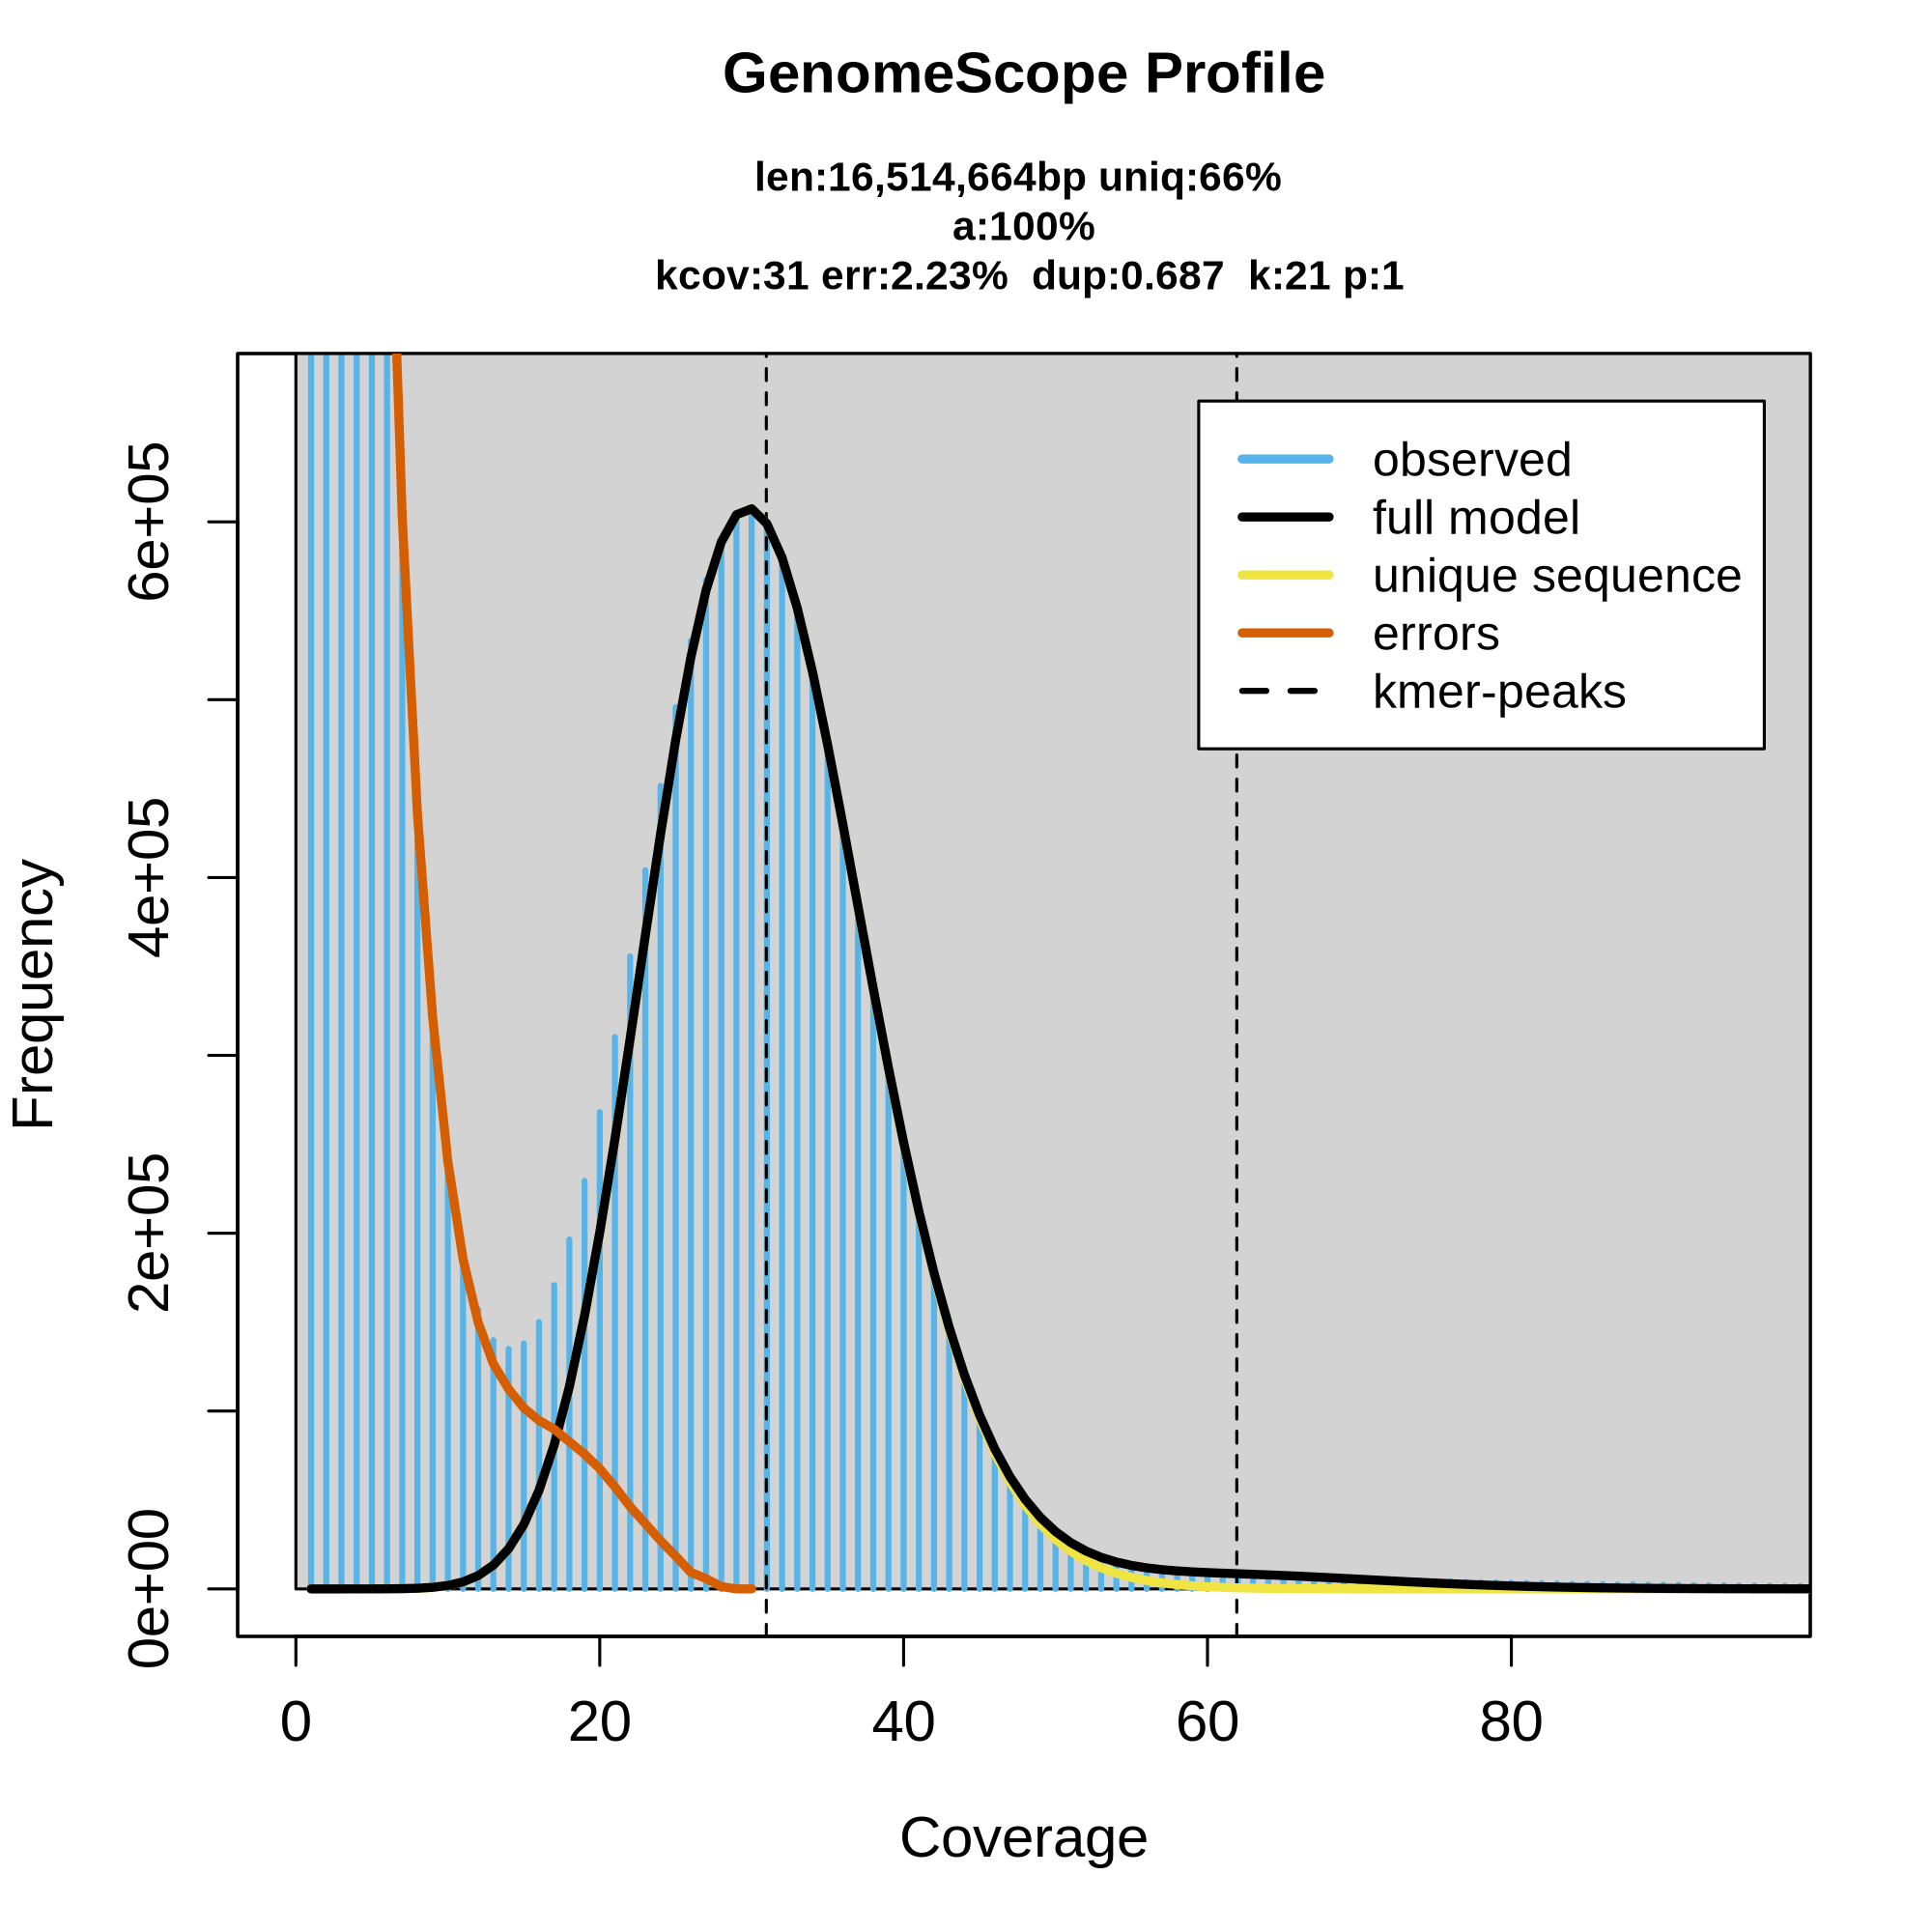 GenomeScope Profile
len:16,514,664bp uniq:66%
a:100%
kcov:31 err:2.23% dup:0.687 k:21 p:1
observed
full model
unique sequence
errors
kmer-peaks
Frequency
6e+05
4e+05
2e+05
0e+00
0 20 40 60 80
Coverage